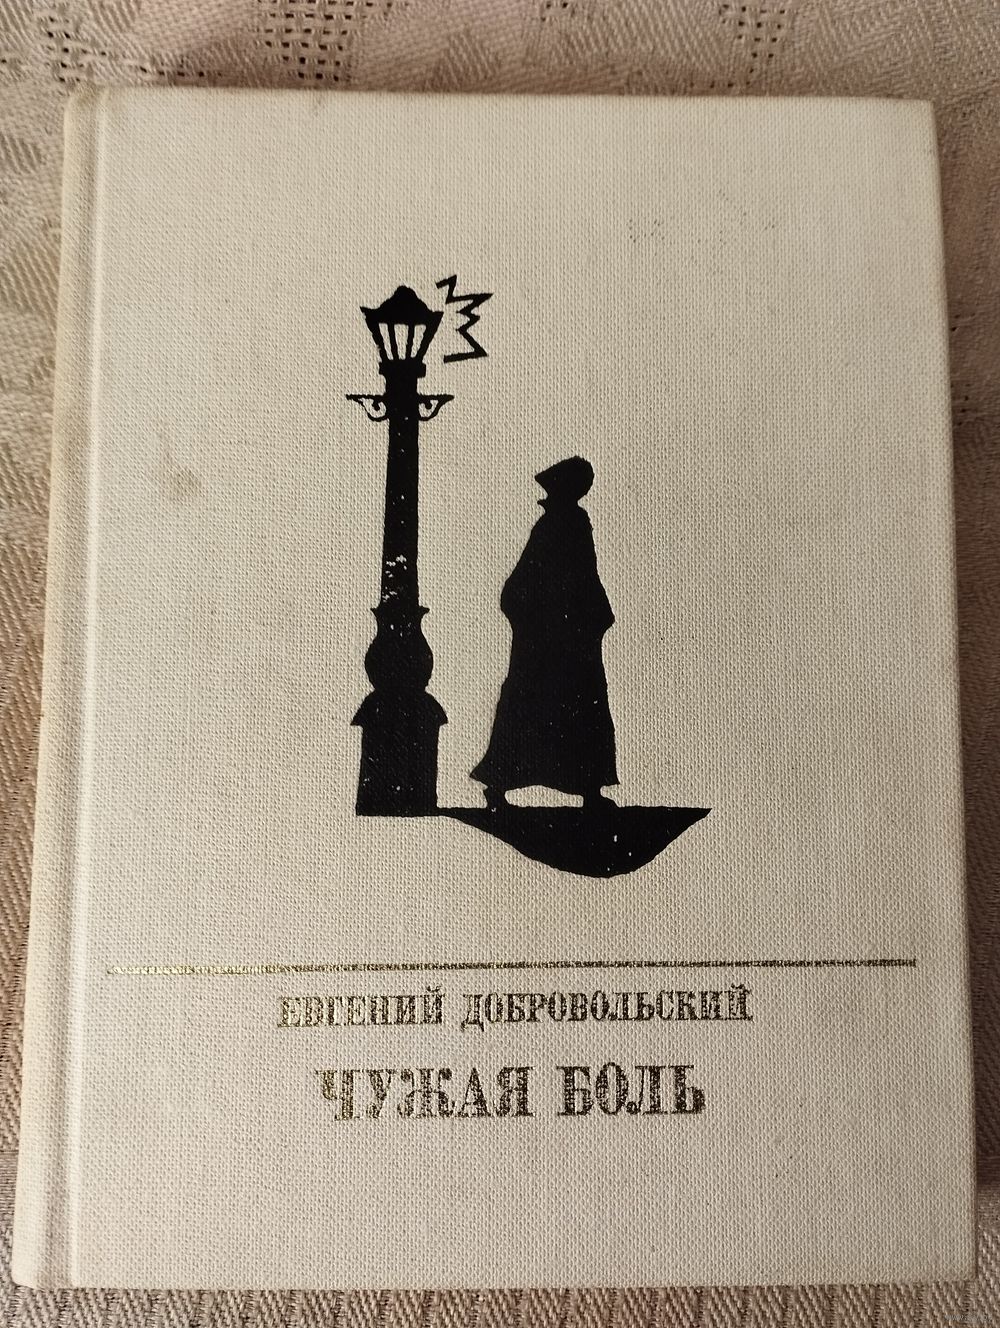 ЕВГЕНИЙ ДОБРОВОЛЬСКИЙ
ЧУЖАЯ БОЛЬ